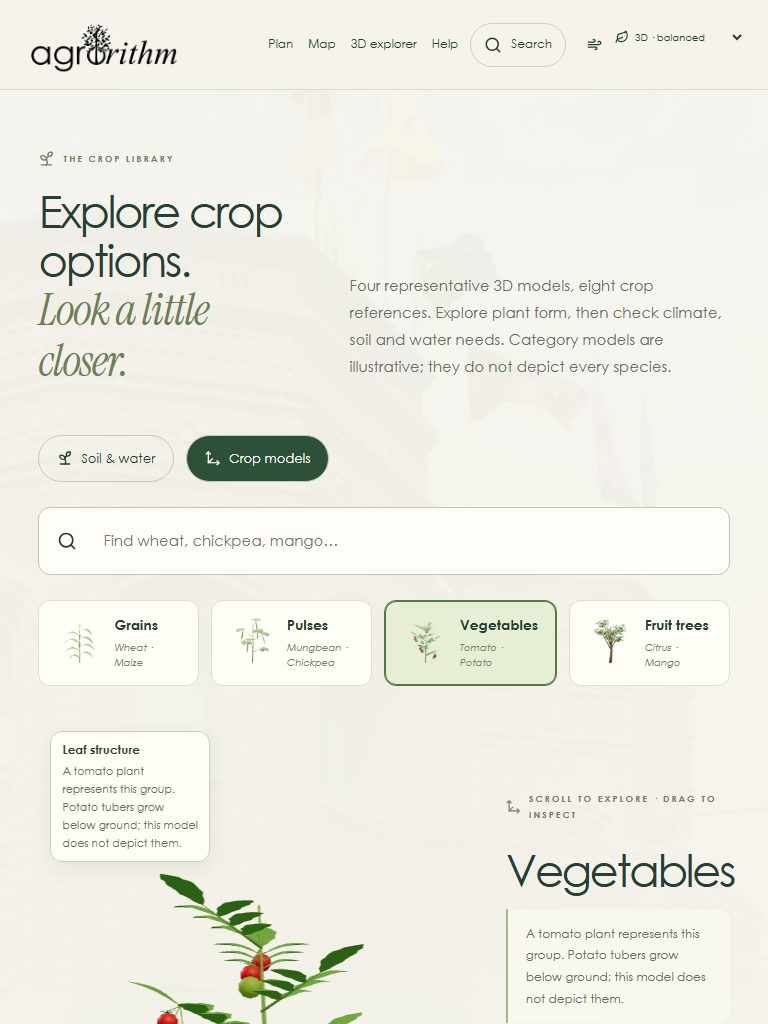 agrorithm
Plan Map 3D explorer Help Search 3D · balanced
THE CROP LIBRARY
Explore crop
options.
Look a little
closer.
Four representative 3D models, eight crop
references. Explore plant form, then check climate,
soil and water needs. Category models are
illustrative; they do not depict every species.
Soil & water
Crop models
Find wheat, chickpea, mango…
Grains
Wheat ·
Maize
Pulses
Mungbean ·
Chickpea
Vegetables
Tomato ·
Potato
Fruit trees
Citrus ·
Mango
Leaf structure
A tomato plant
represents this group.
Potato tubers grow
below ground; this model
does not depict them.
SCROLL TO EXPLORE · DRAG TO
INSPECT
Vegetables
A tomato plant represents this
group. Potato tubers grow
below ground; this model does
not depict them.